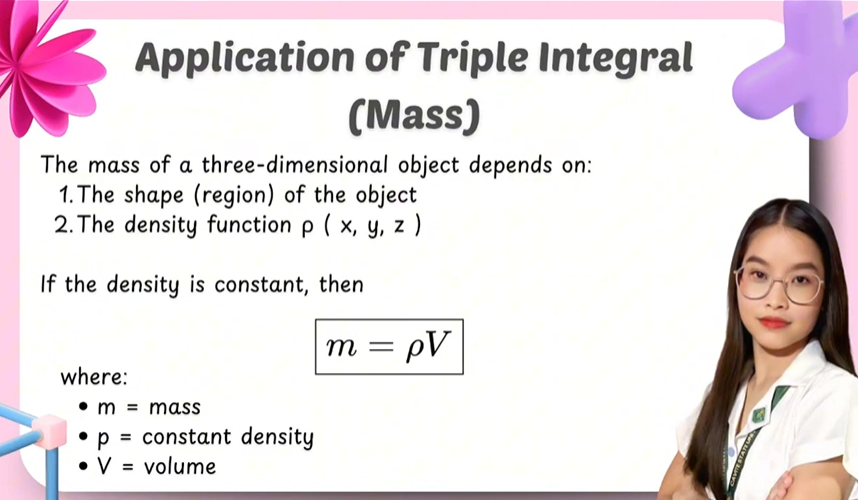 Application of Triple Integral
(Mass)
The mass of a three-dimensional object depends on:
1. The shape (region) of the object
2. The density function ρ ( x, y, z )
If the density is constant, then
m = ρV
where:
• m = mass
• p = constant density
• V = volume